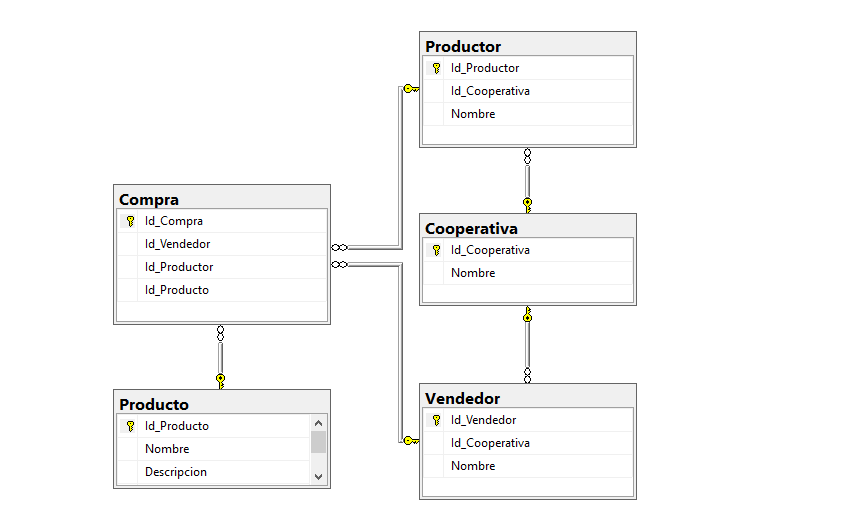 Productor
Id_Productor
Id_Cooperativa
Nombre
Compra
Id_Compra
Id_Vendedor
Id_Productor
Id_Producto
Cooperativa
Id_Cooperativa
Nombre
Producto
Id_Producto
Nombre
Descripcion
Vendedor
Id_Vendedor
Id_Cooperativa
Nombre